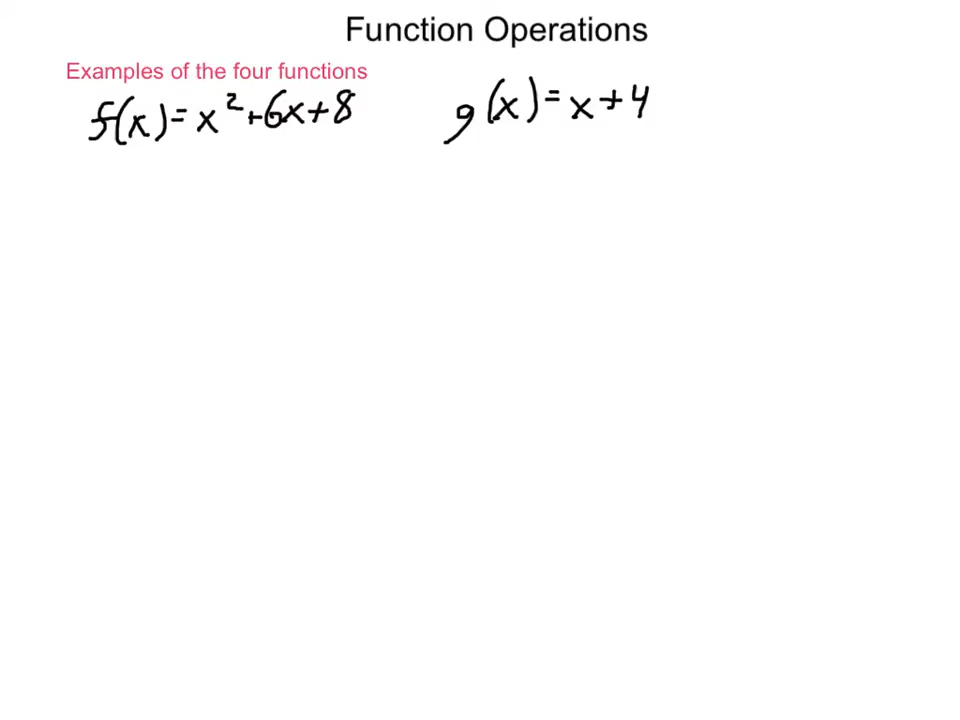 Function Operations
Examples of the four functions
f(x)=x²+6x+8 g(x)=x+4